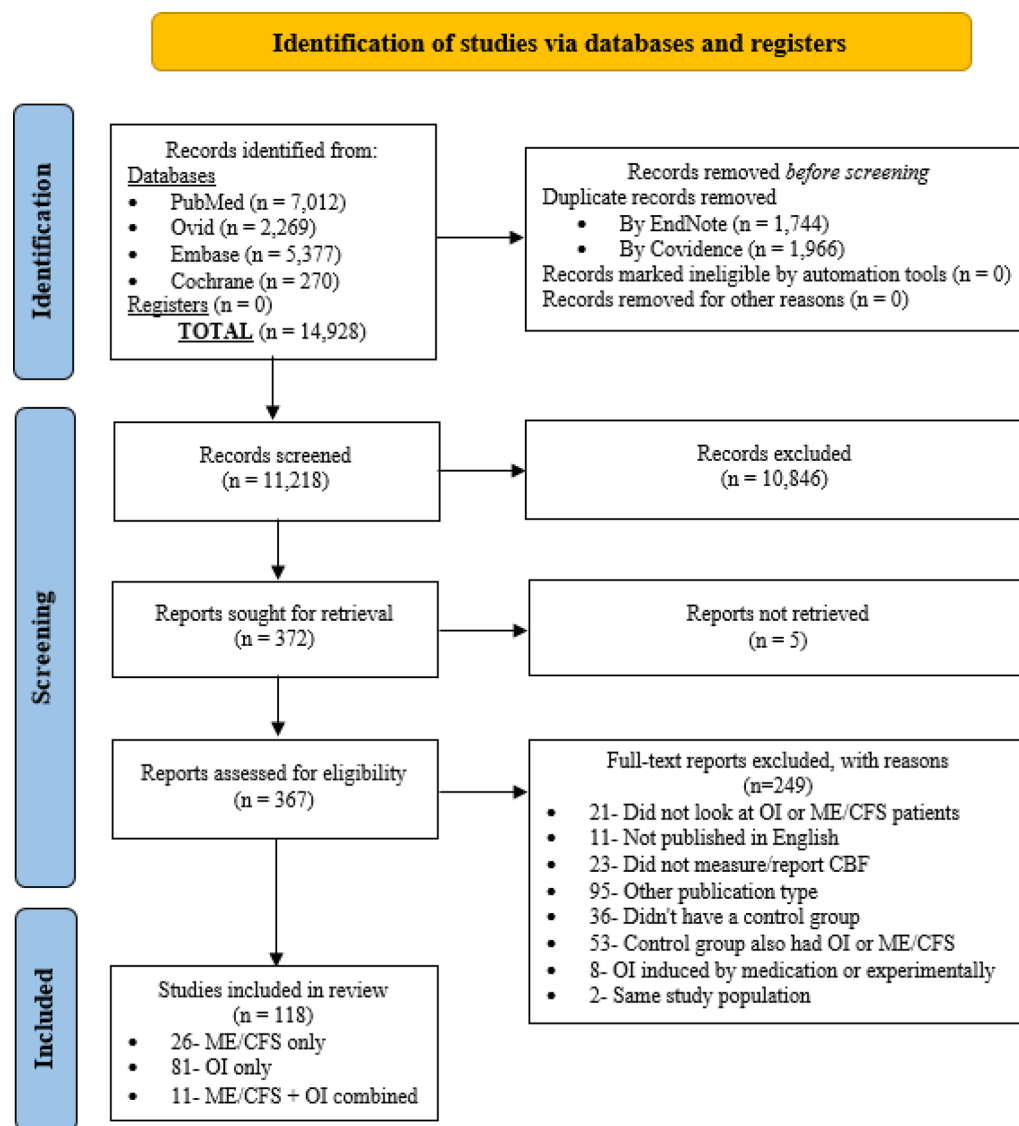 Identification of studies via databases and registers
Identification
Records identified from:
Databases
• PubMed (n = 7,012)
• Ovid (n = 2,269)
• Embase (n = 5,377)
• Cochrane (n = 270)
Registers (n = 0)
TOTAL (n = 14,928)
Records removed before screening
Duplicate records removed
• By EndNote (n = 1,744)
• By Covidence (n = 1,966)
Records marked ineligible by automation tools (n = 0)
Records removed for other reasons (n = 0)
Screening
Records screened
(n = 11,218)
Records excluded
(n = 10,846)
Reports sought for retrieval
(n = 372)
Reports not retrieved
(n = 5)
Reports assessed for eligibility
(n = 367)
Full-text reports excluded, with reasons
(n=249)
• 21- Did not look at OI or ME/CFS patients
• 11- Not published in English
• 23- Did not measure/report CBF
• 95- Other publication type
• 36- Didn't have a control group
• 53- Control group also had OI or ME/CFS
• 8- OI induced by medication or experimentally
• 2- Same study population
Included
Studies included in review
(n = 118)
• 26- ME/CFS only
• 81- OI only
• 11- ME/CFS + OI combined